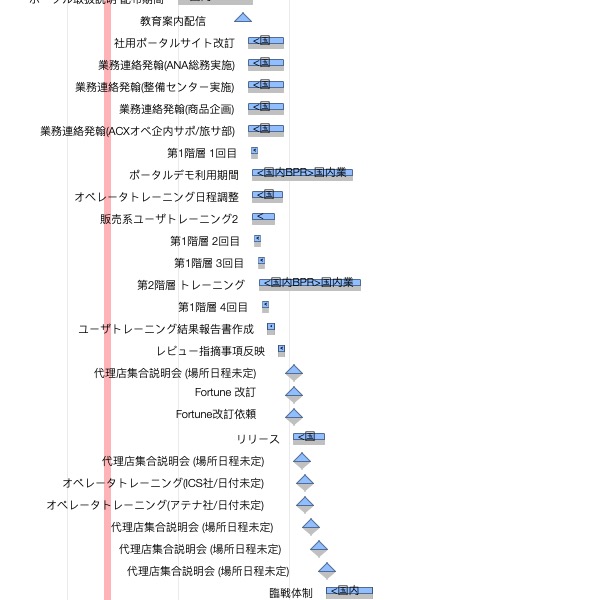 教育案内配信
社用ポータルサイト改訂 <国
業務連絡発翰(ANA総務実施) <国
業務連絡発翰(整備センター実施) <国
業務連絡発翰(商品企画) <国
業務連絡発翰(ACXオペ企内サポ/旅サ部) <国
第1階層 1回目 <
ポータルデモ利用期間 <国内BPR>国内業
オペレータトレーニング日程調整 <国
販売系ユーザトレーニング2 <
第1階層 2回目 <
第1階層 3回目 <
第2階層 トレーニング <国内BPR>国内業
第1階層 4回目 <
ユーザトレーニング結果報告書作成 <
レビュー指摘事項反映 <
代理店集合説明会 (場所日程未定)
Fortune 改訂
Fortune改訂依頼
リリース <国
代理店集合説明会 (場所日程未定)
オペレータトレーニング(ICS社/日付未定)
オペレータトレーニング(アテナ社/日付未定)
代理店集合説明会 (場所日程未定)
代理店集合説明会 (場所日程未定)
代理店集合説明会 (場所日程未定)
臨戦体制 <国内